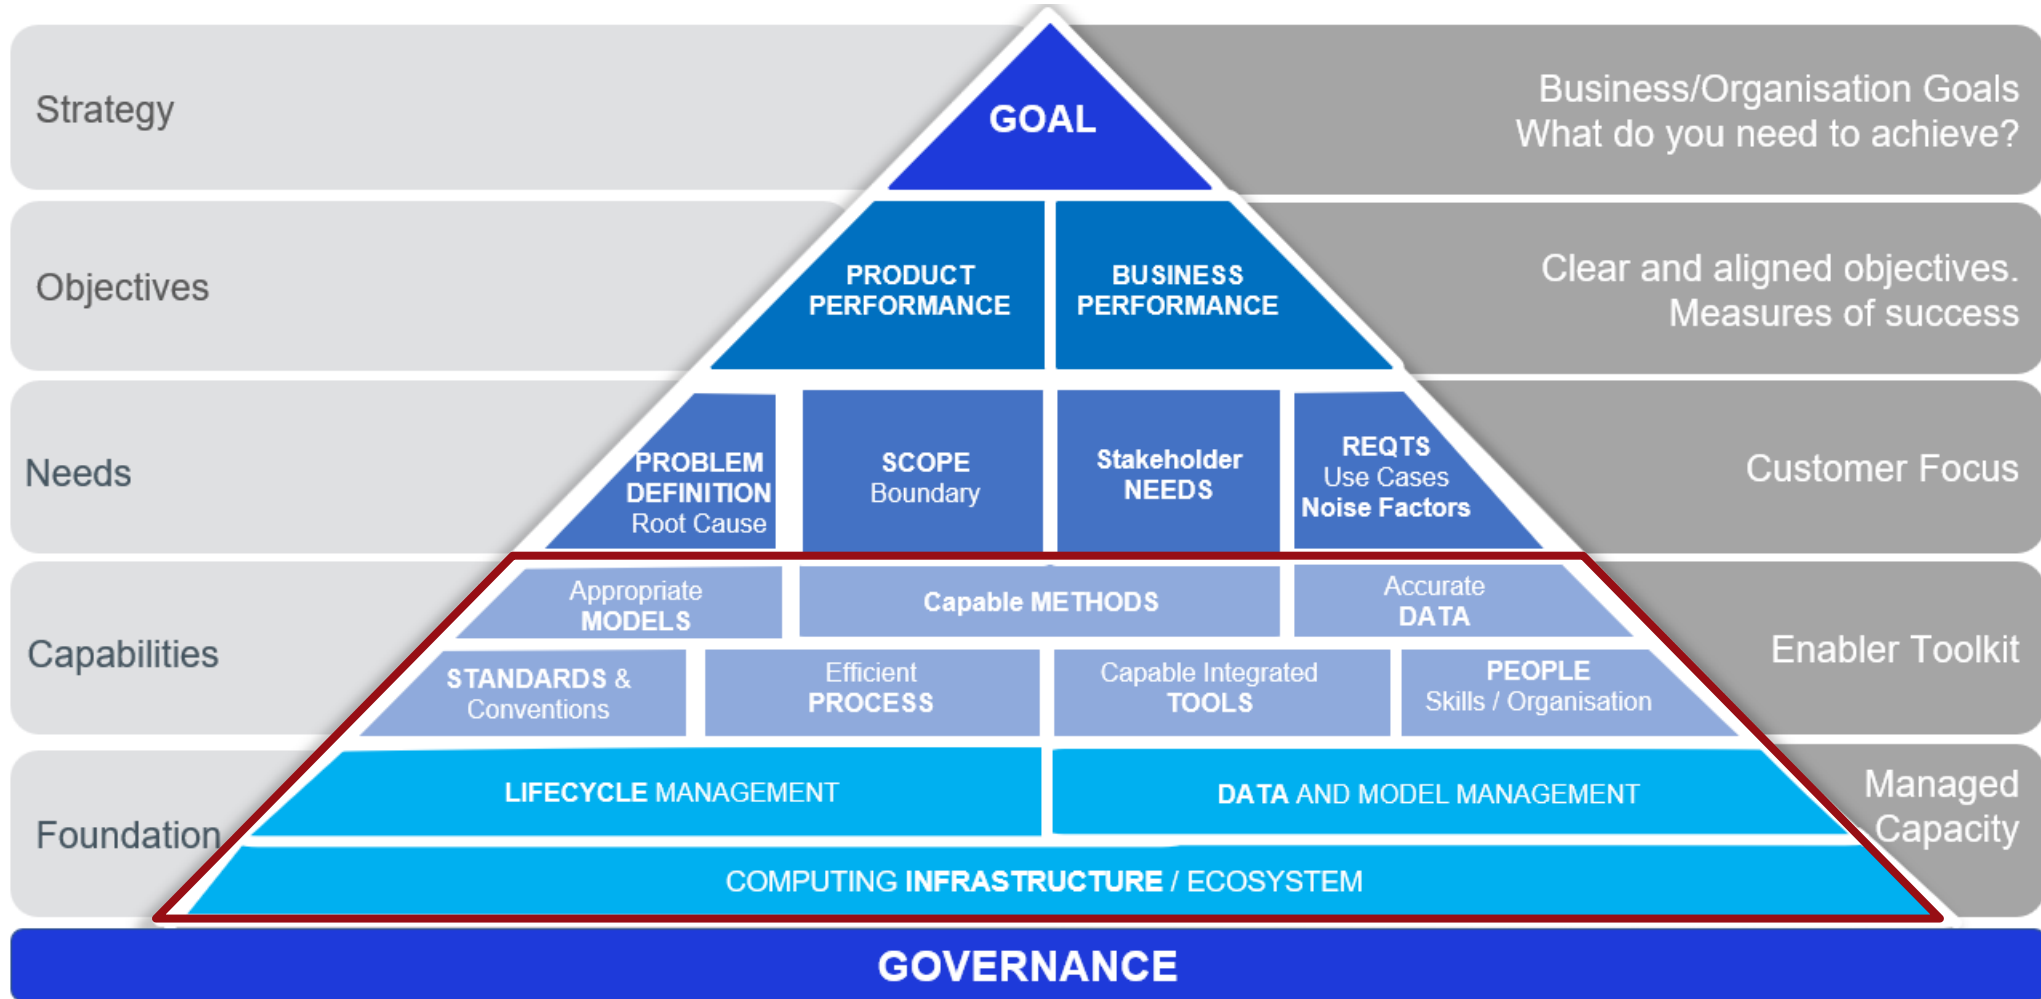 Strategy
GOAL
Business/Organisation Goals
What do you need to achieve?
Objectives
PRODUCT
PERFORMANCE
BUSINESS
PERFORMANCE
Clear and aligned objectives.
Measures of success
Needs
PROBLEM
DEFINITION
Root Cause
SCOPE
Boundary
Stakeholder
NEEDS
REQTS
Use Cases
Noise Factors
Customer Focus
Capabilities
Appropriate
MODELS
Capable METHODS
Accurate
DATA
STANDARDS &
Conventions
Efficient
PROCESS
Capable Integrated
TOOLS
PEOPLE
Skills / Organisation
Enabler Toolkit
Foundation
LIFECYCLE MANAGEMENT
DATA AND MODEL MANAGEMENT
COMPUTING INFRASTRUCTURE / ECOSYSTEM
Managed
Capacity
GOVERNANCE